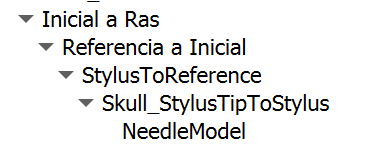 Inicial a Ras
Referencia a Inicial
StylusToReference
Skull_StylusTipToStylus
NeedleModel